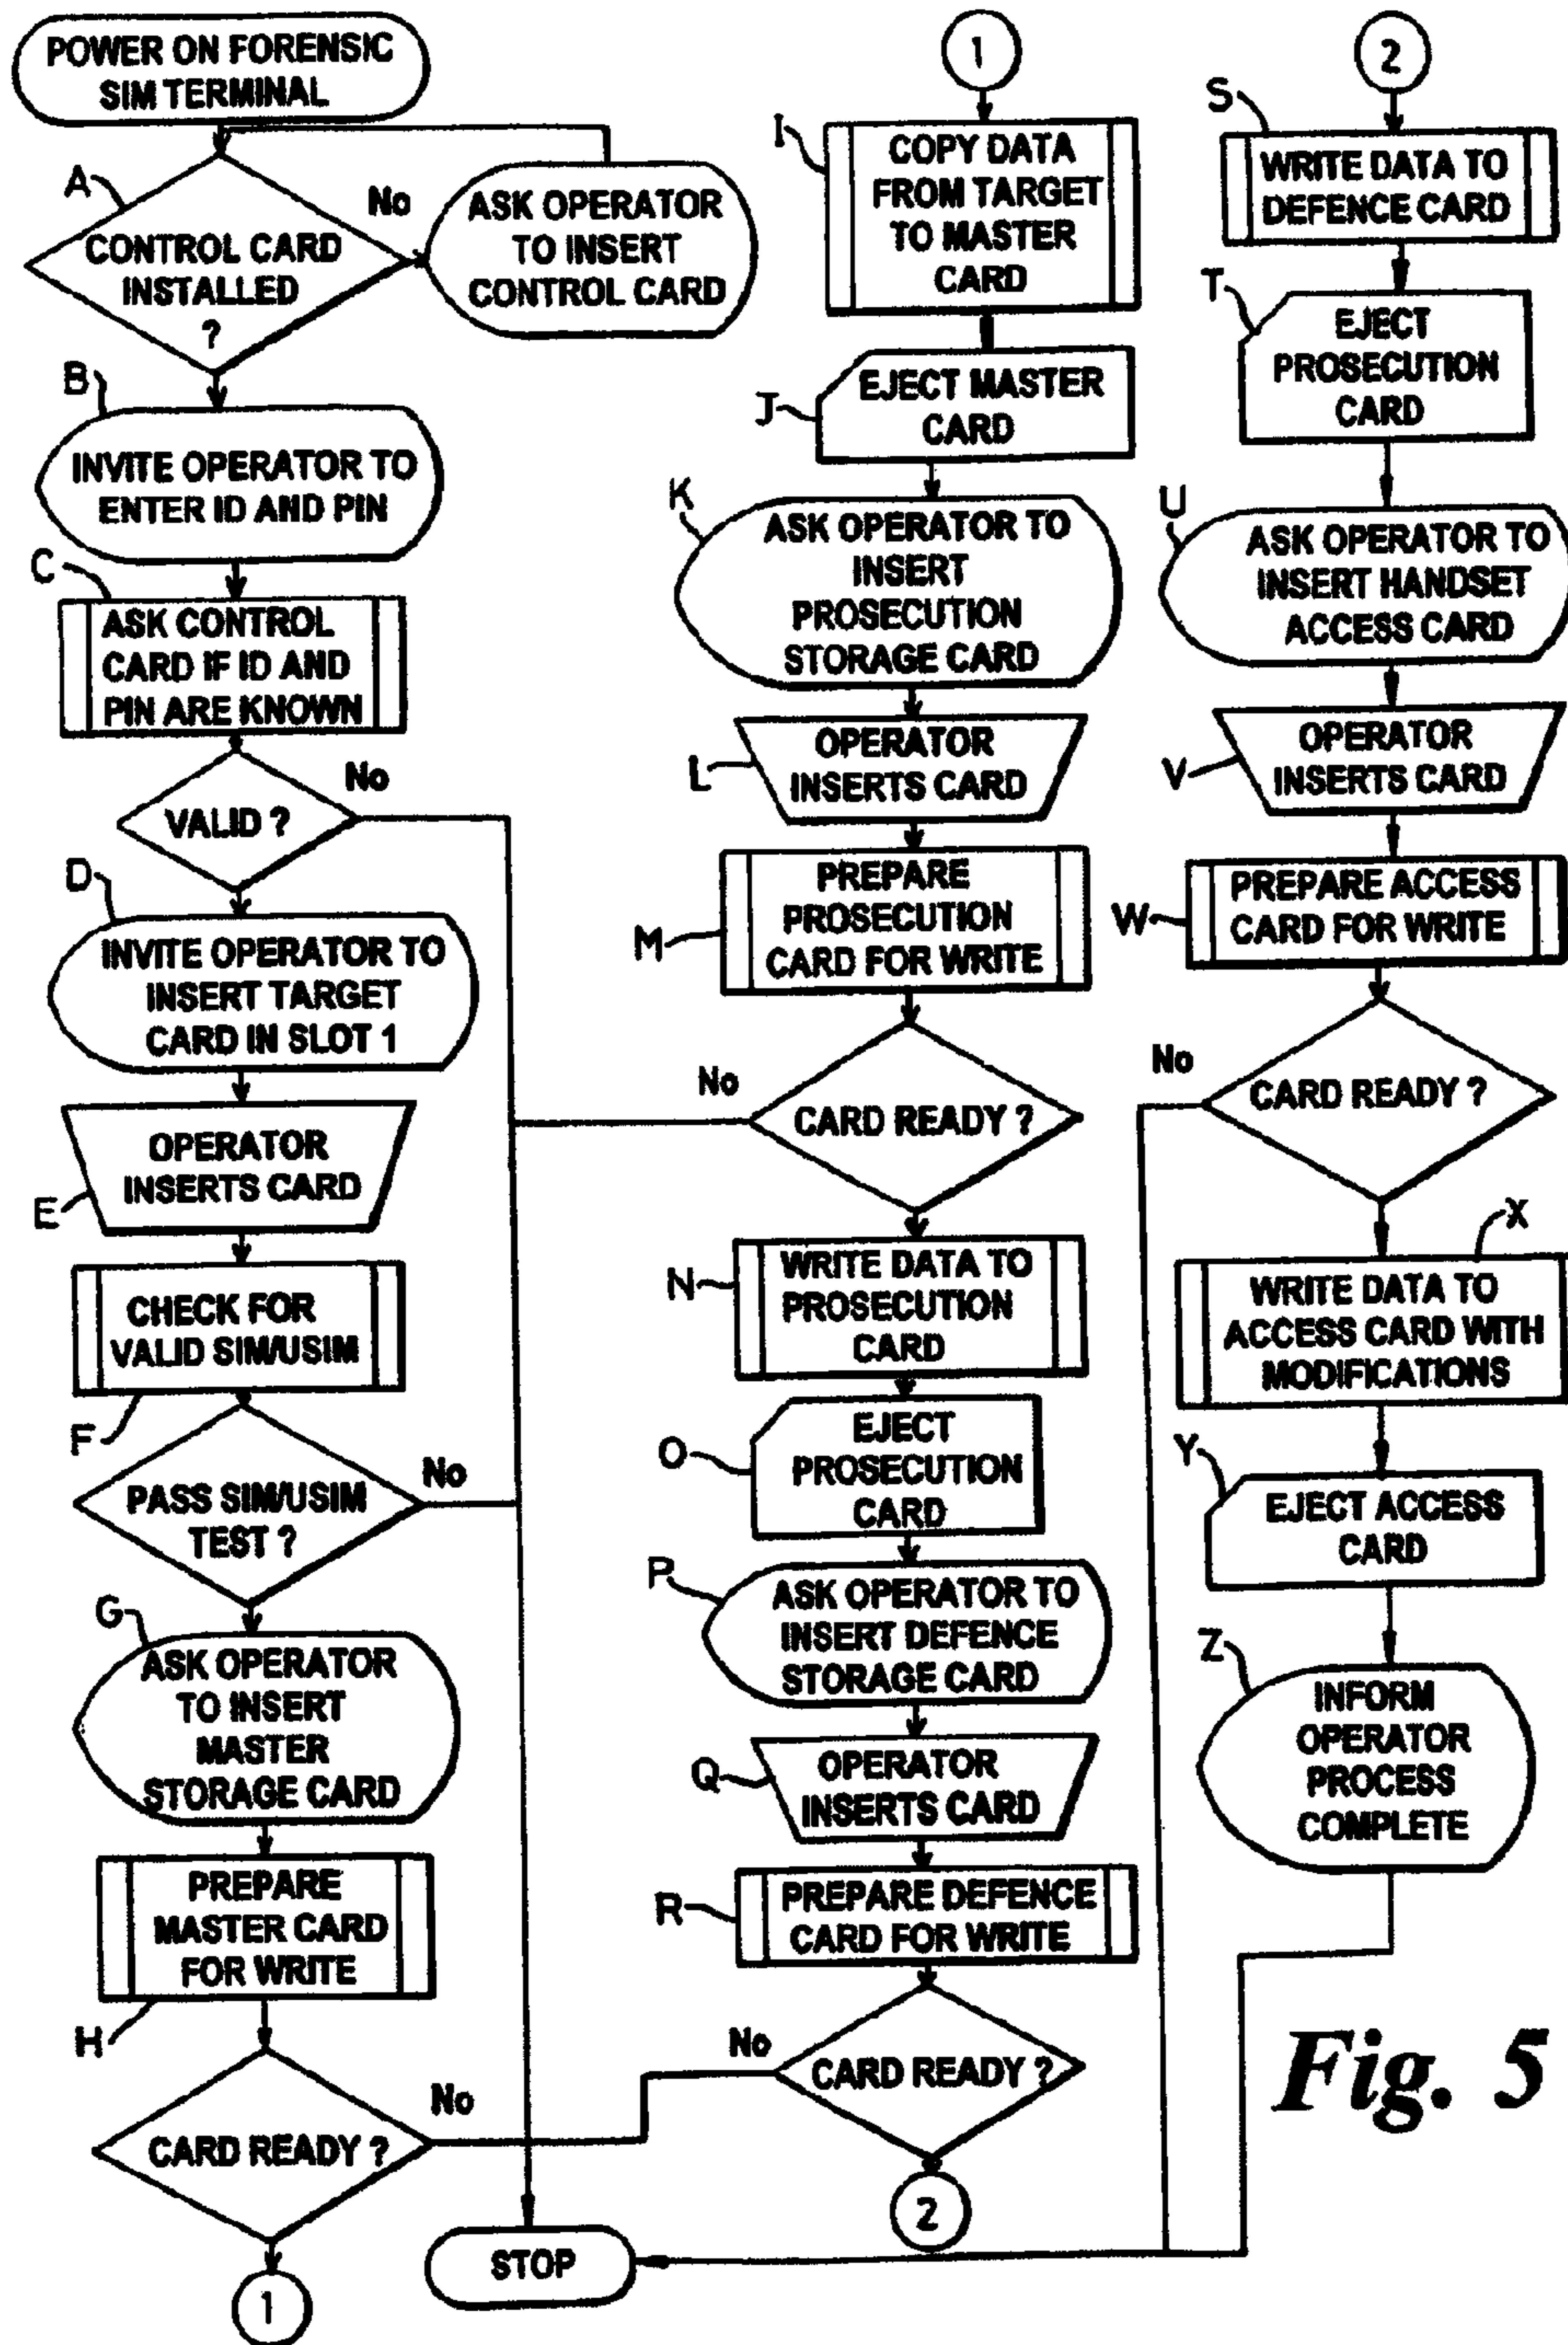 POWER ON FORENSIC
SIM TERMINAL
A
CONTROL CARD
INSTALLED
?
No
ASK OPERATOR
TO INSERT
CONTROL CARD
B
INVITE OPERATOR TO
ENTER ID AND PIN
C
ASK CONTROL
CARD IF ID AND
PIN ARE KNOWN
VALID ?
No
D
INVITE OPERATOR TO
INSERT TARGET
CARD IN SLOT 1
E
OPERATOR
INSERTS CARD
CHECK FOR
VALID SIM/USIM
F
PASS SIM/USIM
TEST ?
No
G
ASK OPERATOR
TO INSERT
MASTER
STORAGE CARD
PREPARE
MASTER CARD
FOR WRITE
H
CARD READY ?
No
1
STOP
1
I
COPY DATA
FROM TARGET
TO MASTER
CARD
J
EJECT MASTER
CARD
K
ASK OPERATOR TO
INSERT
PROSECUTION
STORAGE CARD
L
OPERATOR
INSERTS CARD
M
PREPARE
PROSECUTION
CARD FOR WRITE
No
CARD READY ?
N
WRITE DATA TO
PROSECUTION
CARD
O
EJECT
PROSECUTION
CARD
P
ASK OPERATOR TO
INSERT DEFENCE
STORAGE CARD
Q
OPERATOR
INSERTS CARD
R
PREPARE DEFENCE
CARD FOR WRITE
No
CARD READY ?
2
2
S
WRITE DATA TO
DEFENCE CARD
T
EJECT
PROSECUTION
CARD
U
ASK OPERATOR TO
INSERT HANDSET
ACCESS CARD
V
OPERATOR
INSERTS CARD
W
PREPARE ACCESS
CARD FOR WRITE
No
CARD READY ?
X
WRITE DATA TO
ACCESS CARD WITH
MODIFICATIONS
Y
EJECT ACCESS
CARD
Z
INFORM
OPERATOR
PROCESS
COMPLETE
Fig. 5